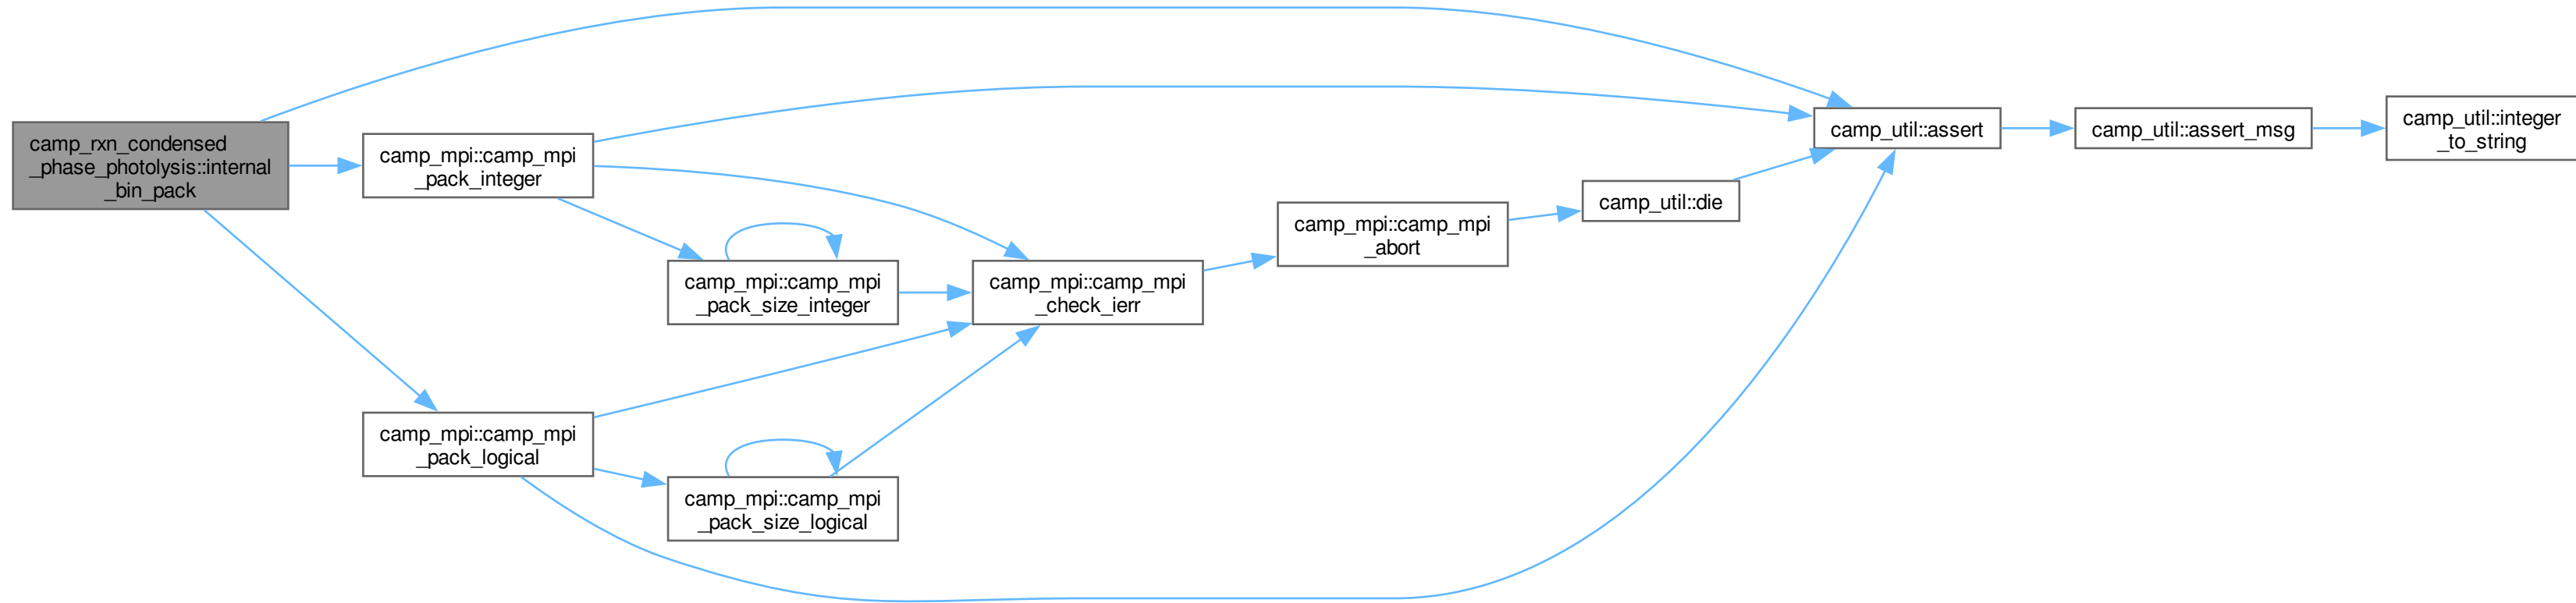 camp_rxn_condensed
_phase_photolysis::internal
_bin_pack
camp_mpi::camp_mpi
_pack_integer
camp_mpi::camp_mpi
_pack_size_integer
camp_mpi::camp_mpi
_check_ierr
camp_mpi::camp_mpi
_abort
camp_util::die
camp_util::assert
camp_util::assert_msg
camp_util::integer
_to_string
camp_mpi::camp_mpi
_pack_logical
camp_mpi::camp_mpi
_pack_size_logical